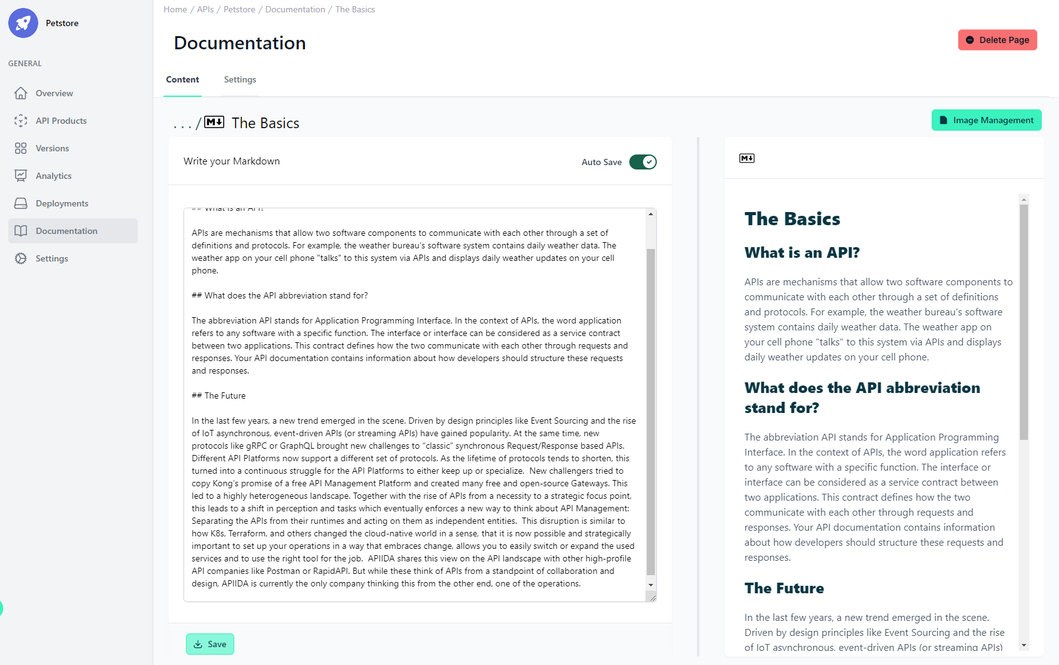 Petstore
GENERAL
Overview
API Products
Versions
Analytics
Deployments
Documentation
Settings
Home / APIs / Petstore / Documentation / The Basics
Documentation
Delete Page
Content
Settings
. . . / The Basics
Image Management
Write your Markdown
Auto Save
## What is an API?
APIs are mechanisms that allow two software components to communicate with each other through a set of
definitions and protocols. For example, the weather bureau's software system contains daily weather data. The
weather app on your cell phone "talks" to this system via APIs and displays daily weather updates on your cell
phone.
## What does the API abbreviation stand for?
The abbreviation API stands for Application Programming Interface. In the context of APIs, the word application
refers to any software with a specific function. The interface or interface can be considered as a service contract
between two applications. This contract defines how the two communicate with each other through requests and
responses. Your API documentation contains information about how developers should structure these requests
and responses.
## The Future
In the last few years, a new trend emerged in the scene. Driven by design principles like Event Sourcing and the rise
of IoT asynchronous, event-driven APIs (or streaming APIs) have gained popularity. At the same time, new
protocols like gRPC or GraphQL brought new challenges to "classic" synchronous Request/Response based APIs.
Different API Platforms now support a different set of protocols. As the lifetime of protocols tends to shorten, this
turned into a continuous struggle for the API Platforms to either keep up or specialize.  New challengers tried to
copy Kong's promise of a free API Management Platform and created many free and open-source Gateways. This
led to a highly heterogeneous landscape. Together with the rise of APIs from a necessity to a strategic focus point,
this leads to a shift in perception and tasks which eventually enforces a new way to think about API Management:
Separating the APIs from their runtimes and acting on them as independent entities.  This disruption is similar to
how K8s, Terraform, and others changed the cloud-native world in a sense, that it is now possible and strategically
important to set up your operations in a way that embraces change, allows you to easily switch or expand the used
services and to use the right tool for the job.  APIIDA shares this view on the API landscape with other high-profile
API companies like Postman or RapidAPI. But while these think of APIs from a standpoint of collaboration and
design, APIIDA is currently the only company thinking this from the other end, one of the operations.
Save
The Basics
What is an API?
APIs are mechanisms that allow two software components to
communicate with each other through a set of definitions
and protocols. For example, the weather bureau's software
system contains daily weather data. The weather app on
your cell phone "talks" to this system via APIs and displays
daily weather updates on your cell phone.
What does the API abbreviation
stand for?
The abbreviation API stands for Application Programming
Interface. In the context of APIs, the word application refers
to any software with a specific function. The interface or
interface can be considered as a service contract between
two applications. This contract defines how the two
communicate with each other through requests and
responses. Your API documentation contains information
about how developers should structure these requests and
responses.
The Future
In the last few years, a new trend emerged in the scene.
Driven by design principles like Event Sourcing and the rise
of IoT asynchronous, event-driven APIs (or streaming APIs)